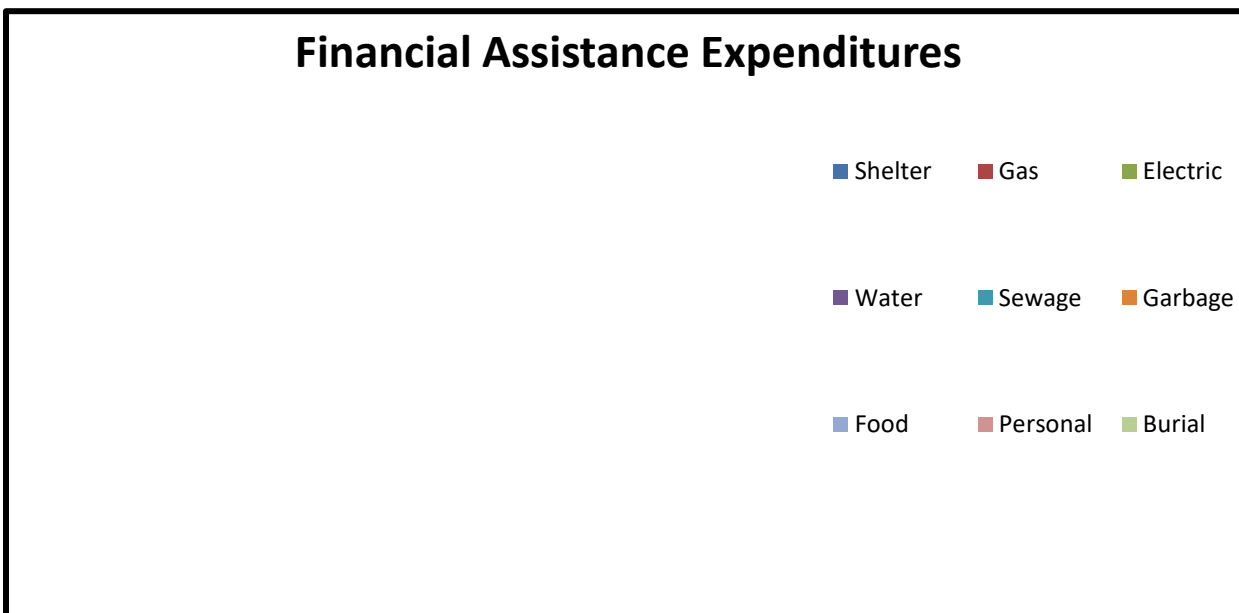 Financial Assistance Expenditures
Shelter Gas Electric
Water Sewage Garbage
Food Personal Burial